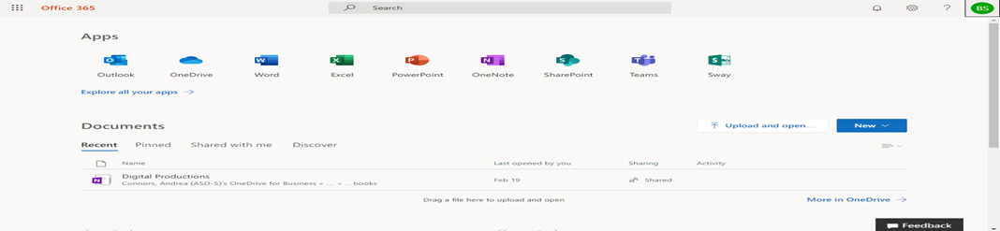 Office 365 Search ? BS
Apps
Outlook OneDrive Word Excel PowerPoint OneNote SharePoint Teams Sway
Explore all your apps →
Documents Upload and open... New
Recent Pinned Shared with me Discover
Name Last opened by you Sharing Activity
Digital Productions Feb 19 Shared
Connors, Andrea (ASD-S)'s OneDrive for Business » ... » ...books
Drag a file here to upload and open More in OneDrive →
Feedback